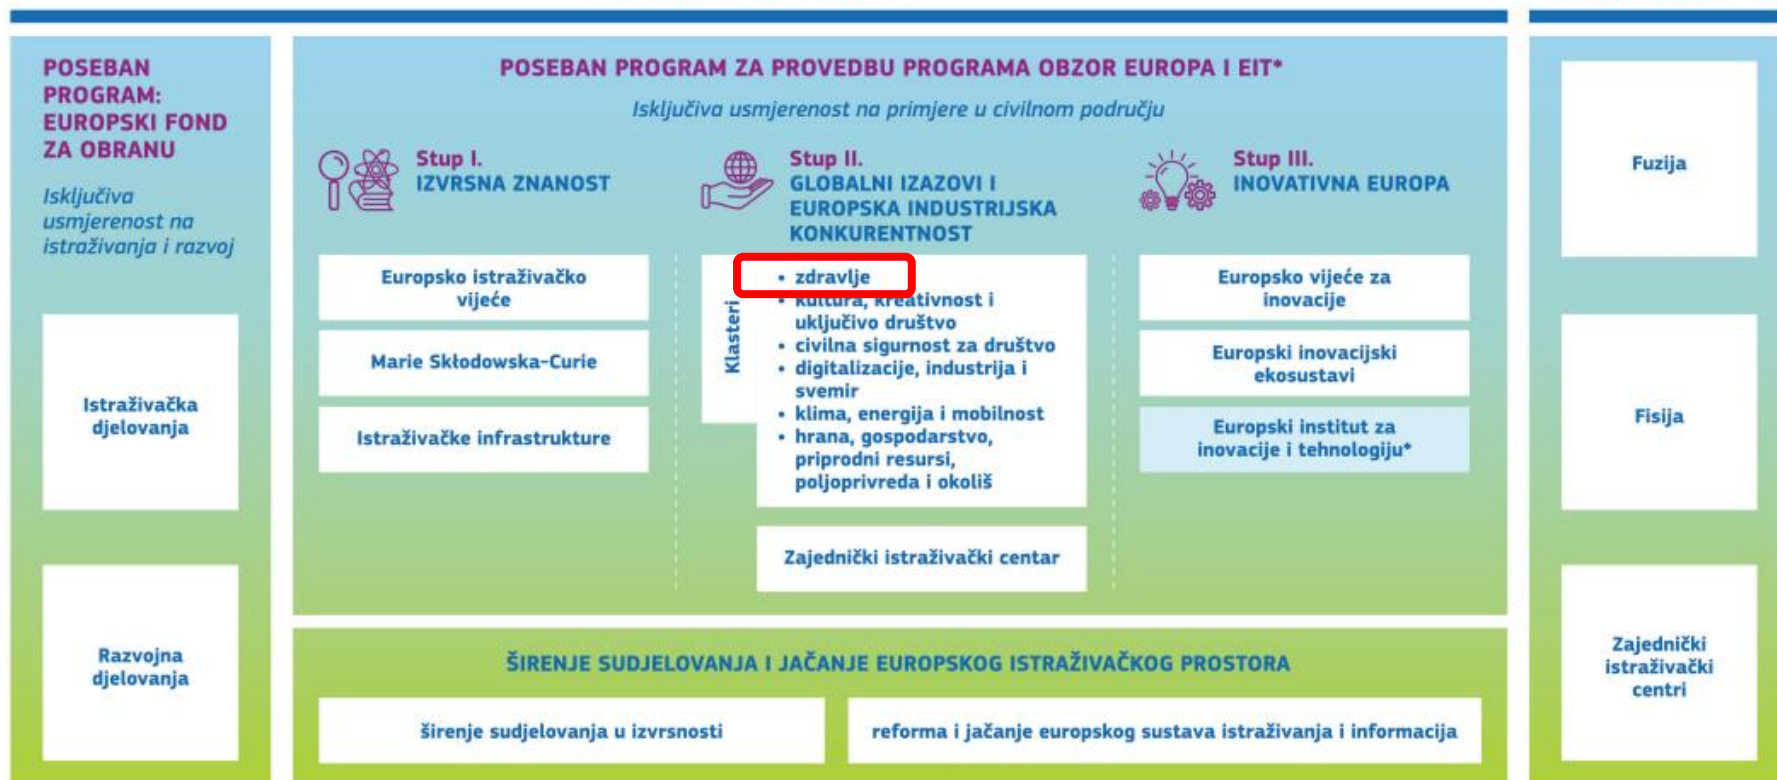 POSEBAN
PROGRAM:
EUROPSKI FOND
ZA OBRANU
Isključiva
usmjerenost na
istraživanja i razvoj
Istraživačka
djelovanja
Razvojna
djelovanja
POSEBAN PROGRAM ZA PROVEDBU PROGRAMA OBZOR EUROPA I EIT*
Isključiva usmjerenost na primjere u civilnom području
Stup I.
IZVRSNA ZNANOST
Europsko istraživačko
vijeće
Marie Skłodowska-Curie
Istraživačke infrastrukture
Stup II.
GLOBALNI IZAZOVI I
EUROPSKA INDUSTRIJSKA
KONKURENTNOST
Klasteri
• zdravlje
• kultura, kreativnost i
uključivo društvo
• civilna sigurnost za društvo
• digitalizacije, industrija i
svemir
• klima, energija i mobilnost
• hrana, gospodarstvo,
priprodni resursi,
poljoprivreda i okoliš
Zajednički istraživački centar
Stup III.
INOVATIVNA EUROPA
Europsko vijeće za
inovacije
Europski inovacijski
ekosustavi
Europski institut za
inovacije i tehnologiju*
ŠIRENJE SUDJELOVANJA I JAČANJE EUROPSKOG ISTRAŽIVAČKOG PROSTORA
širenje sudjelovanja u izvrsnosti
reforma i jačanje europskog sustava istraživanja i informacija
Fuzija
Fisija
Zajednički
istraživački
centri